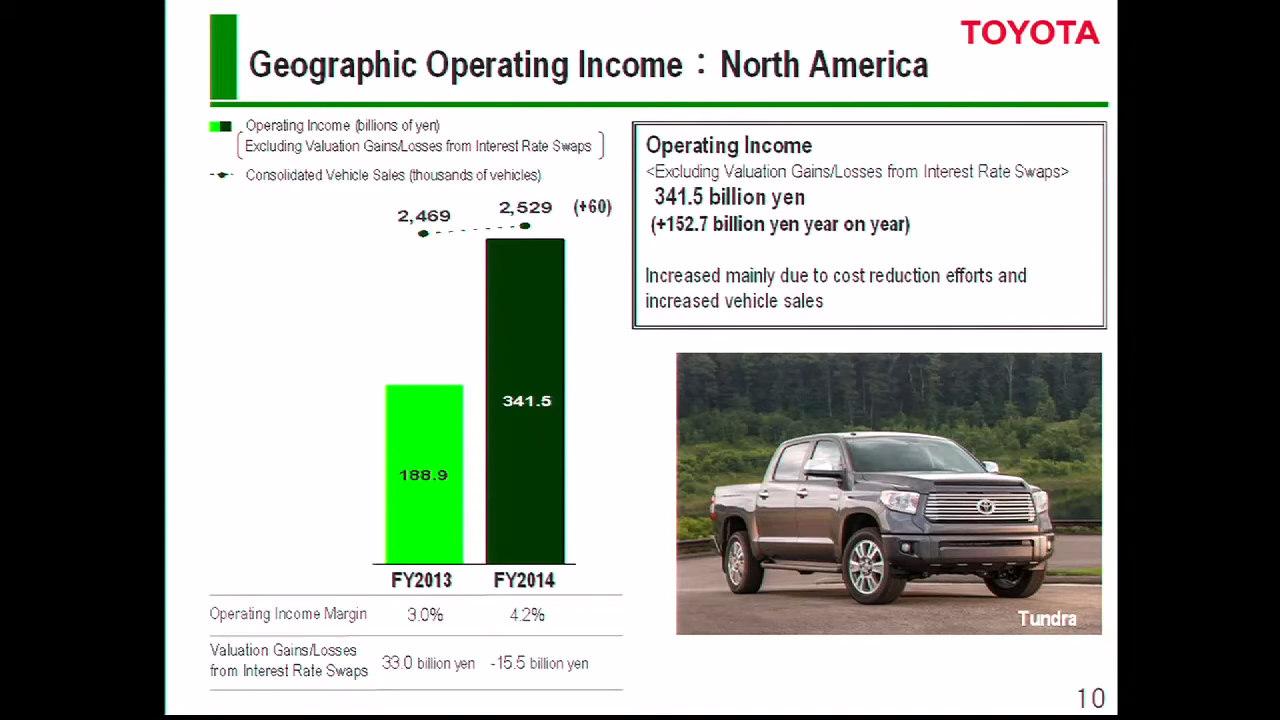 TOYOTA
Geographic Operating Income : North America
Operating Income (billions of yen)
Excluding Valuation Gains/Losses from Interest Rate Swaps
Consolidated Vehicle Sales (thousands of vehicles)
2,469
2,529
(+60)
341.5
188.9
FY2013
FY2014
Operating Income Margin 3.0% 4.2%
Valuation Gains/Losses
from Interest Rate Swaps 33.0 billion yen -15.5 billion yen
Operating Income
<Excluding Valuation Gains/Losses from Interest Rate Swaps>
341.5 billion yen
(+152.7 billion yen year on year)
Increased mainly due to cost reduction efforts and
increased vehicle sales
Tundra
10